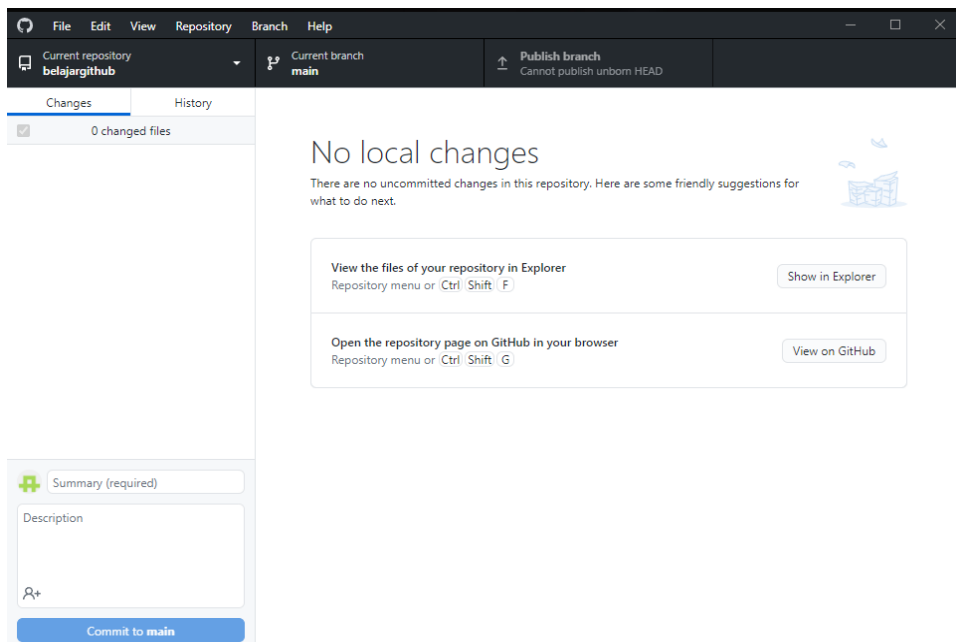 File Edit View Repository Branch Help
Current repository
belajargithub
Current branch
main
Publish branch
Cannot publish unborn HEAD
Changes History
0 changed files
No local changes
There are no uncommitted changes in this repository. Here are some friendly suggestions for
what to do next.
View the files of your repository in Explorer
Repository menu or Ctrl Shift F
Show in Explorer
Open the repository page on GitHub in your browser
Repository menu or Ctrl Shift G
View on GitHub
Summary (required)
Description
Commit to main